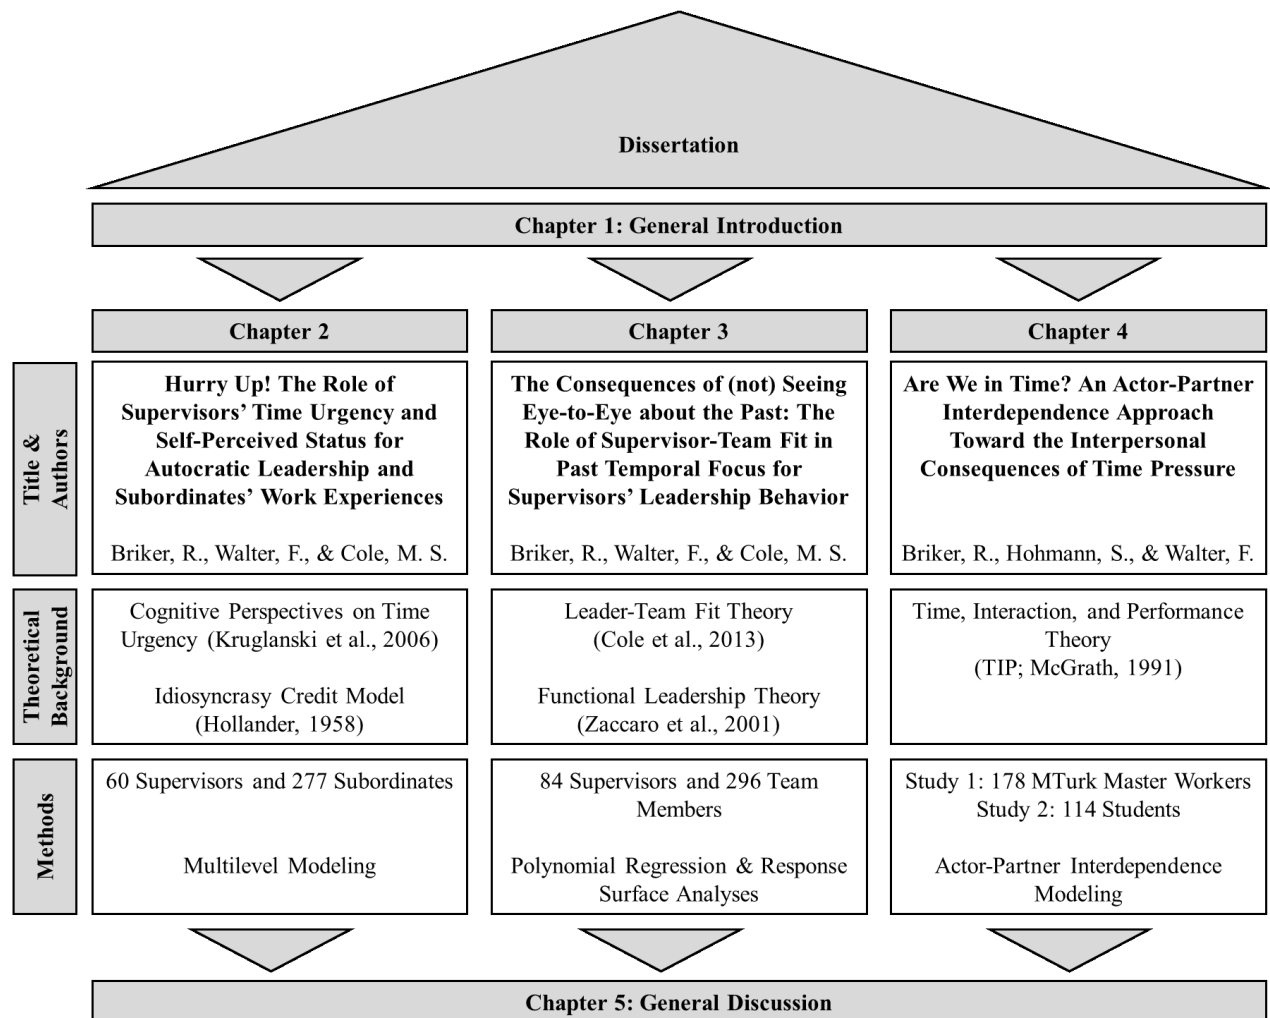 Dissertation
Chapter 1: General Introduction
Chapter 2
Chapter 3
Chapter 4
Title &
Authors
Hurry Up! The Role of
Supervisors’ Time Urgency and
Self-Perceived Status for
Autocratic Leadership and
Subordinates’ Work Experiences
Briker, R., Walter, F., & Cole, M. S.
The Consequences of (not) Seeing
Eye-to-Eye about the Past: The
Role of Supervisor-Team Fit in
Past Temporal Focus for
Supervisors’ Leadership Behavior
Briker, R., Walter, F., & Cole, M. S.
Are We in Time? An Actor-Partner
Interdependence Approach
Toward the Interpersonal
Consequences of Time Pressure
Briker, R., Hohmann, S., & Walter, F.
Theoretical
Background
Cognitive Perspectives on Time
Urgency (Kruglanski et al., 2006)
Idiosyncrasy Credit Model
(Hollander, 1958)
Leader-Team Fit Theory
(Cole et al., 2013)
Functional Leadership Theory
(Zaccaro et al., 2001)
Time, Interaction, and Performance
Theory
(TIP; McGrath, 1991)
Methods
60 Supervisors and 277 Subordinates
Multilevel Modeling
84 Supervisors and 296 Team
Members
Polynomial Regression & Response
Surface Analyses
Study 1: 178 MTurk Master Workers
Study 2: 114 Students
Actor-Partner Interdependence
Modeling
Chapter 5: General Discussion